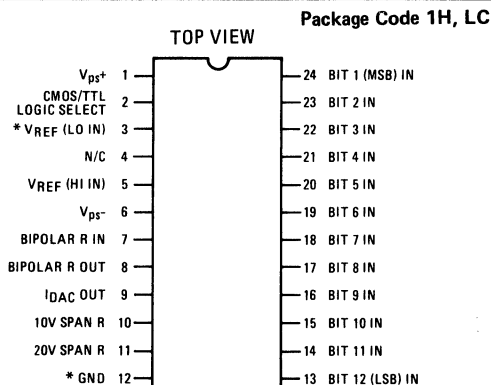 Package Code 1H, LC
TOP VIEW
Vps+ 1
24 BIT 1 (MSB) IN
CMOS/TTL
LOGIC SELECT 2
23 BIT 2 IN
* VREF (LO IN) 3
22 BIT 3 IN
N/C 4
21 BIT 4 IN
VREF (HI IN) 5
20 BIT 5 IN
Vps- 6
19 BIT 6 IN
BIPOLAR R IN 7
18 BIT 7 IN
BIPOLAR R OUT 8
17 BIT 8 IN
IDAC OUT 9
16 BIT 9 IN
10V SPAN R 10
15 BIT 10 IN
20V SPAN R 11
14 BIT 11 IN
* GND 12
13 BIT 12 (LSB) IN